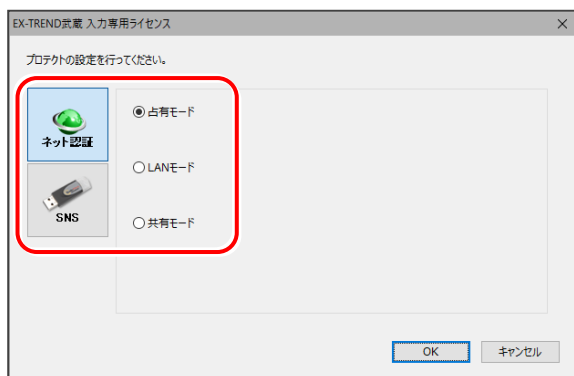 EX-TREND武蔵 入力専用ライセンス
プロテクトの設定を行ってください。
ネット認証
占有モード
LANモード
SNS
共有モード
OK
キャンセル